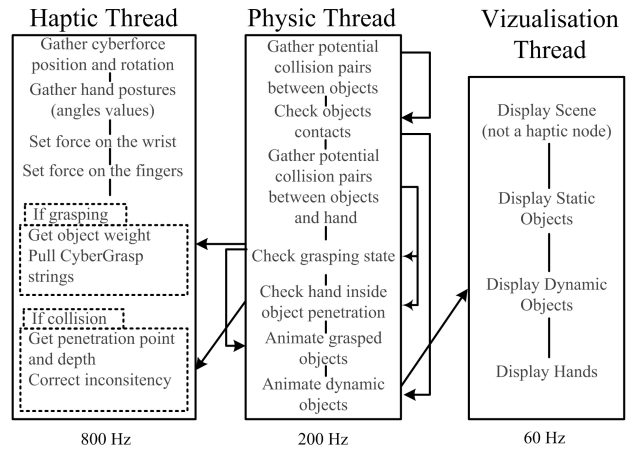 Haptic Thread
Gather cyberforce
position and rotation
Gather hand postures
(angles values)
Set force on the wrist
Set force on the fingers
If grasping
Get object weight
Pull CyberGrasp
strings
If collision
Get penetration point
and depth
Correct inconsitency
800 Hz
Physic Thread
Gather potential
collision pairs
between objects
Check objects
contacts
Gather potential
collision pairs
between objects
and hand
Check grasping state
Check hand inside
object penetration
Animate grasped
objects
Animate dynamic
objects
200 Hz
Vizualisation
Thread
Display Scene
(not a haptic node)
Display Static
Objects
Display Dynamic
Objects
Display Hands
60 Hz